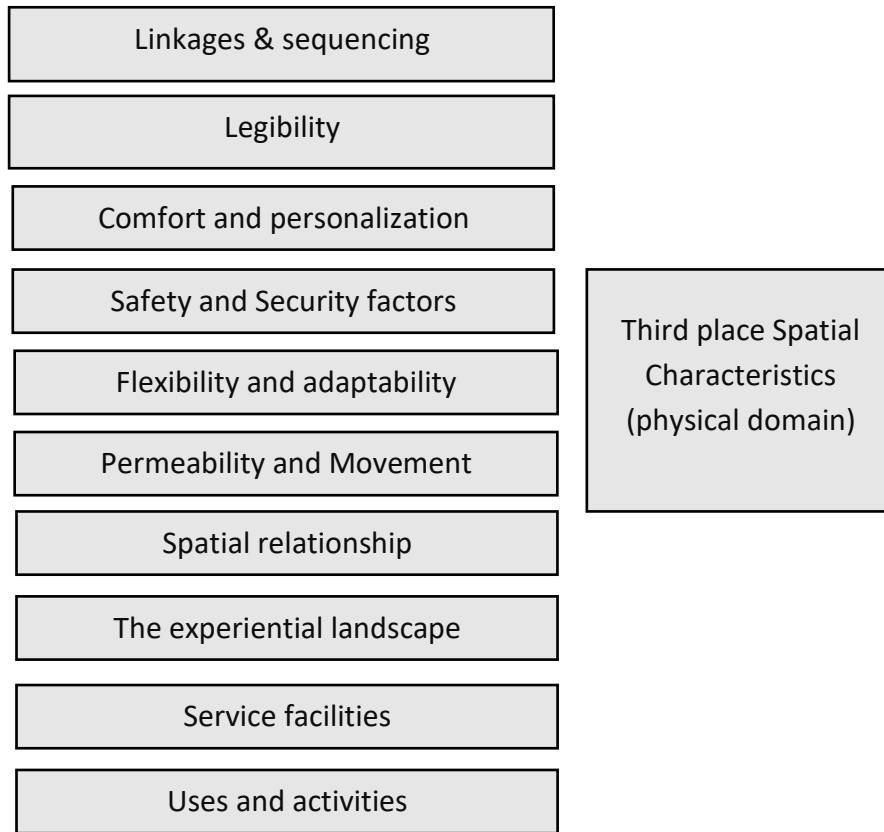 Linkages & sequencing
Legibility
Comfort and personalization
Safety and Security factors
Flexibility and adaptability
Permeability and Movement
Spatial relationship
The experiential landscape
Service facilities
Uses and activities
Third place Spatial
Characteristics
(physical domain)